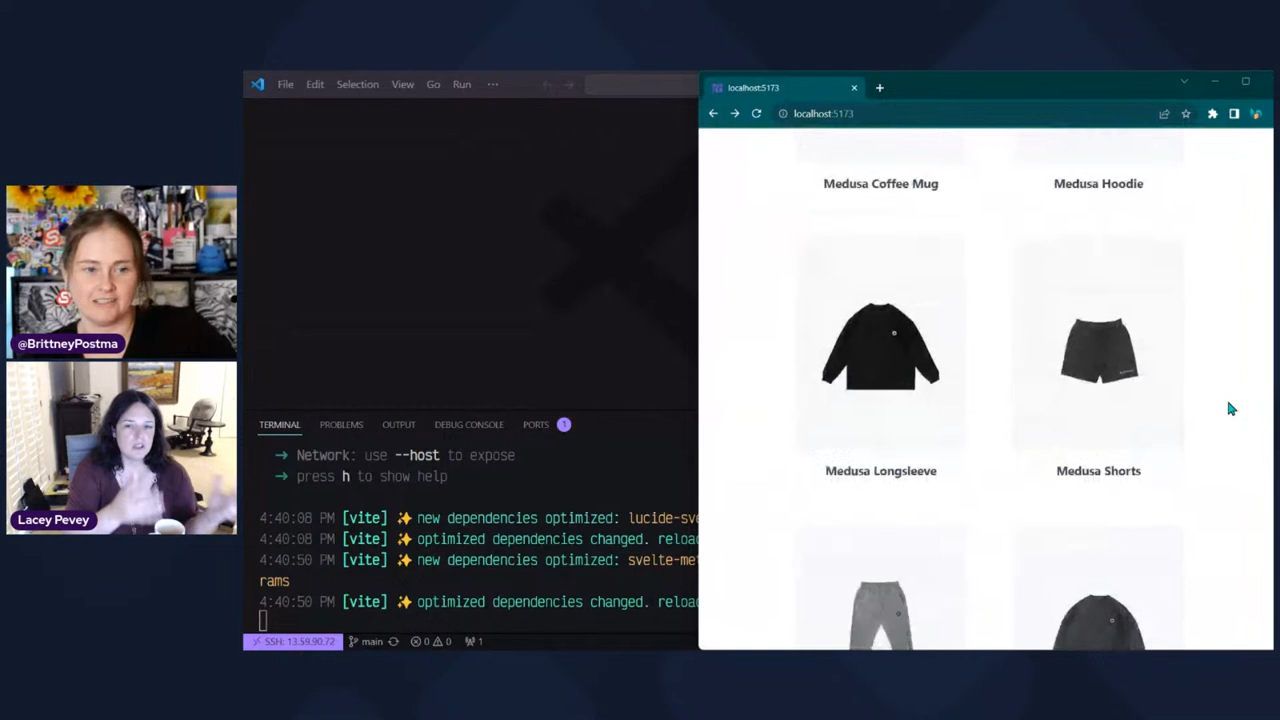 File Edit Selection View Go Run ...
localhost:5173
localhost:5173
Medusa Coffee Mug
Medusa Hoodie
Medusa Longsleeve
Medusa Shorts
@BrittneyPostma
Lacey Pevey
TERMINAL PROBLEMS OUTPUT DEBUG CONSOLE PORTS 1
→ Network: use --host to expose
→ press h to show help
4:40:08 PM [vite] ✨ new dependencies optimized: lucide-sve
4:40:08 PM [vite] ✨ optimized dependencies changed. reload
4:40:50 PM [vite] ✨ new dependencies optimized: svelte-met
rams
4:40:50 PM [vite] ✨ optimized dependencies changed. reload
SSH: 13.59.90.72 main 0 0 1